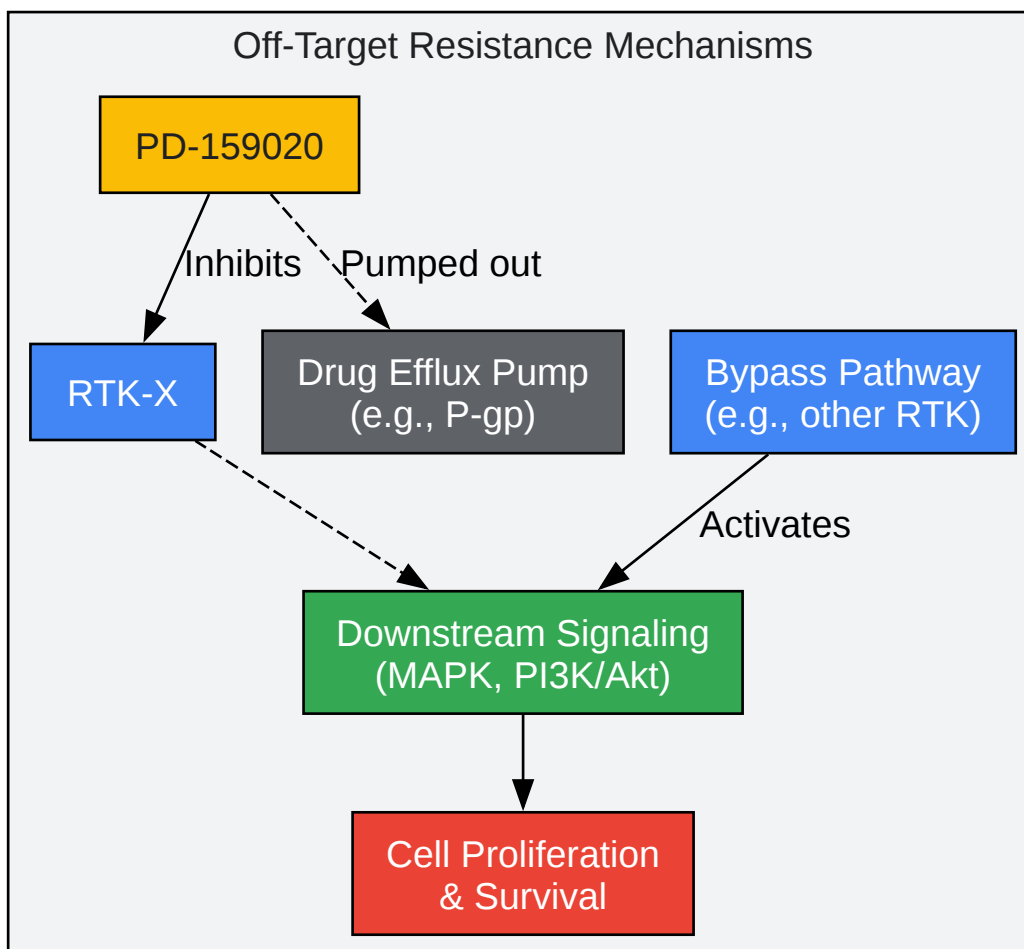 Off-Target Resistance Mechanisms
PD-159020
Inhibits
Pumped out
RTK-X
Drug Efflux Pump
(e.g., P-gp)
Bypass Pathway
(e.g., other RTK)
Activates
Downstream Signaling
(MAPK, PI3K/Akt)
Cell Proliferation
& Survival